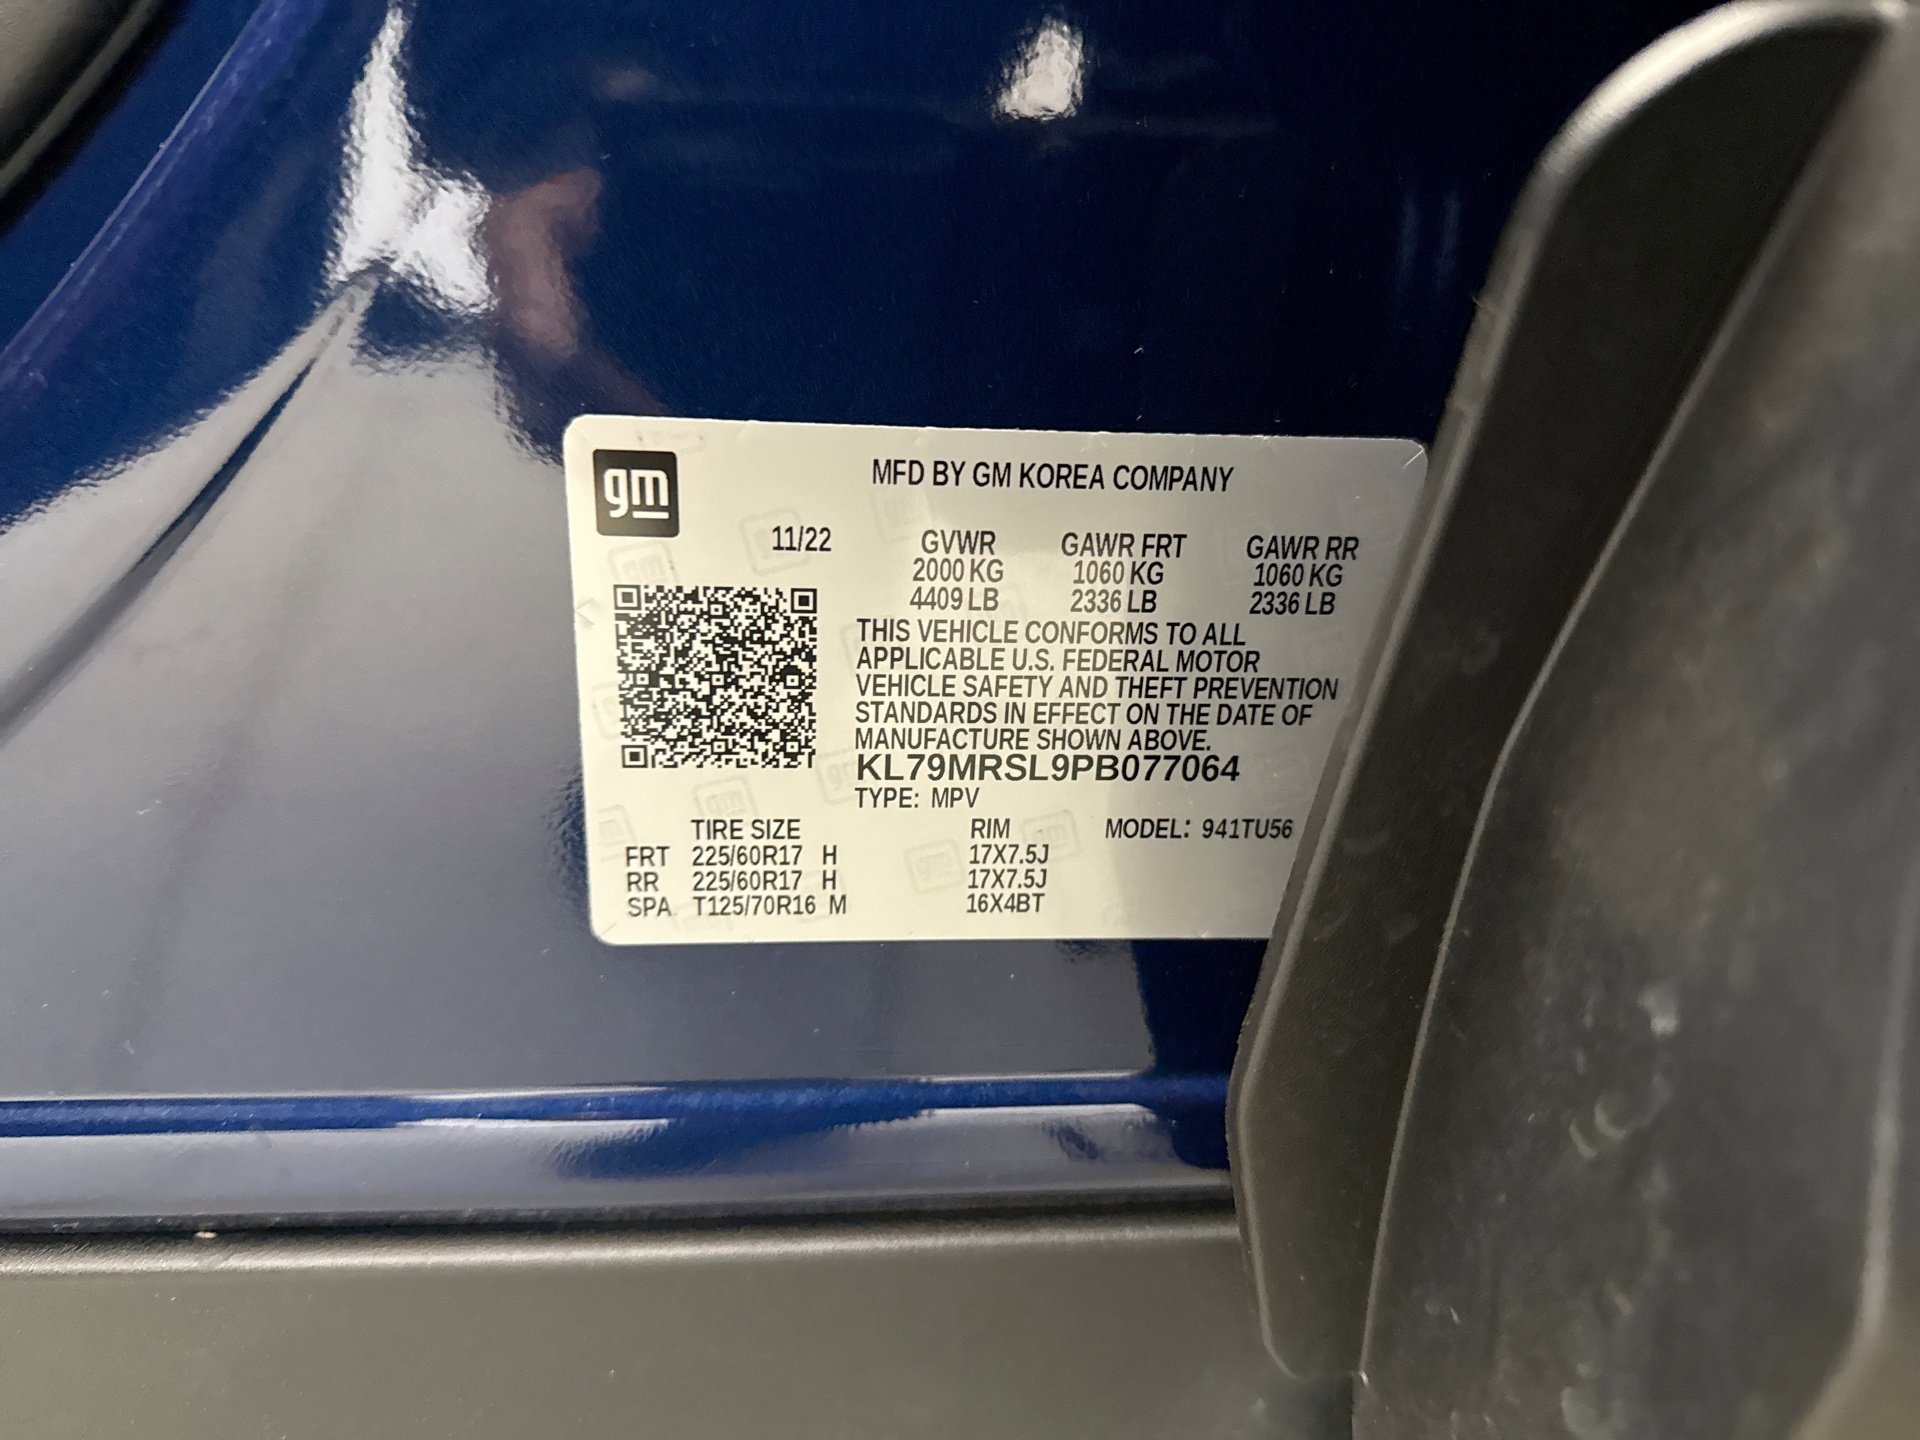 gm
MFD BY GM KOREA COMPANY
11/22 GVWR GAWR FRT GAWR RR
2000 KG 1060 KG 1060 KG
4409 LB 2336 LB 2336 LB
THIS VEHICLE CONFORMS TO ALL
APPLICABLE U.S. FEDERAL MOTOR
VEHICLE SAFETY AND THEFT PREVENTION
STANDARDS IN EFFECT ON THE DATE OF
MANUFACTURE SHOWN ABOVE.
KL79MRSL9PB077064
TYPE: MPV
TIRE SIZE RIM MODEL: 941TU56
FRT 225/60R17 H 17X7.5J
RR 225/60R17 H 17X7.5J
SPA T125/70R16 M 16X4BT